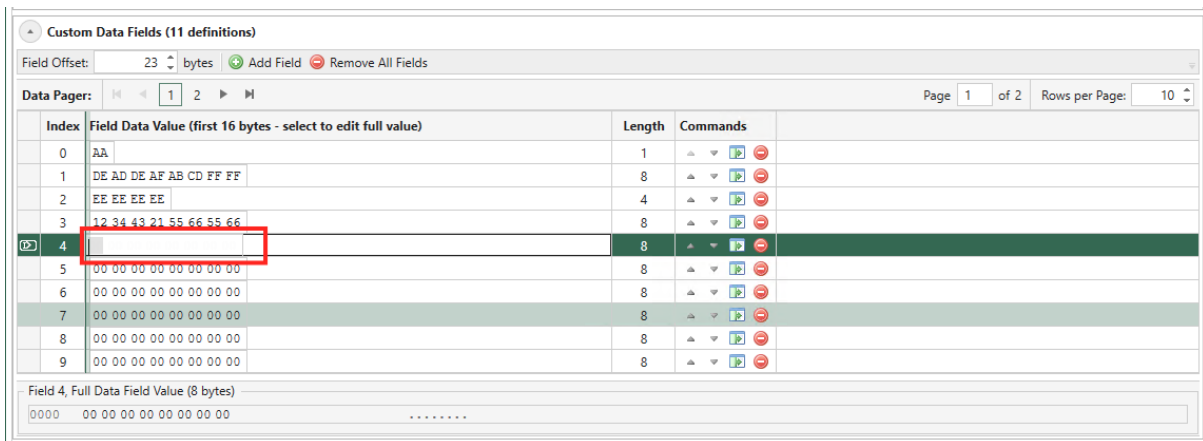 Custom Data Fields (11 definitions)
Field Offset: 23 bytes Add Field Remove All Fields
Data Pager: 1 2 Page 1 of 2 Rows per Page: 10
Index Field Data Value (first 16 bytes - select to edit full value) Length Commands
0 AA 1
1 DE AD DE AF AB CD FF FF 8
2 EE EE EE EE 4
3 12 34 43 21 55 66 55 66 8
4 8
5 00 00 00 00 00 00 00 00 8
6 00 00 00 00 00 00 00 00 8
7 00 00 00 00 00 00 00 00 8
8 00 00 00 00 00 00 00 00 8
9 00 00 00 00 00 00 00 00 8
Field 4, Full Data Field Value (8 bytes)
0000 00 00 00 00 00 00 00 00 ........